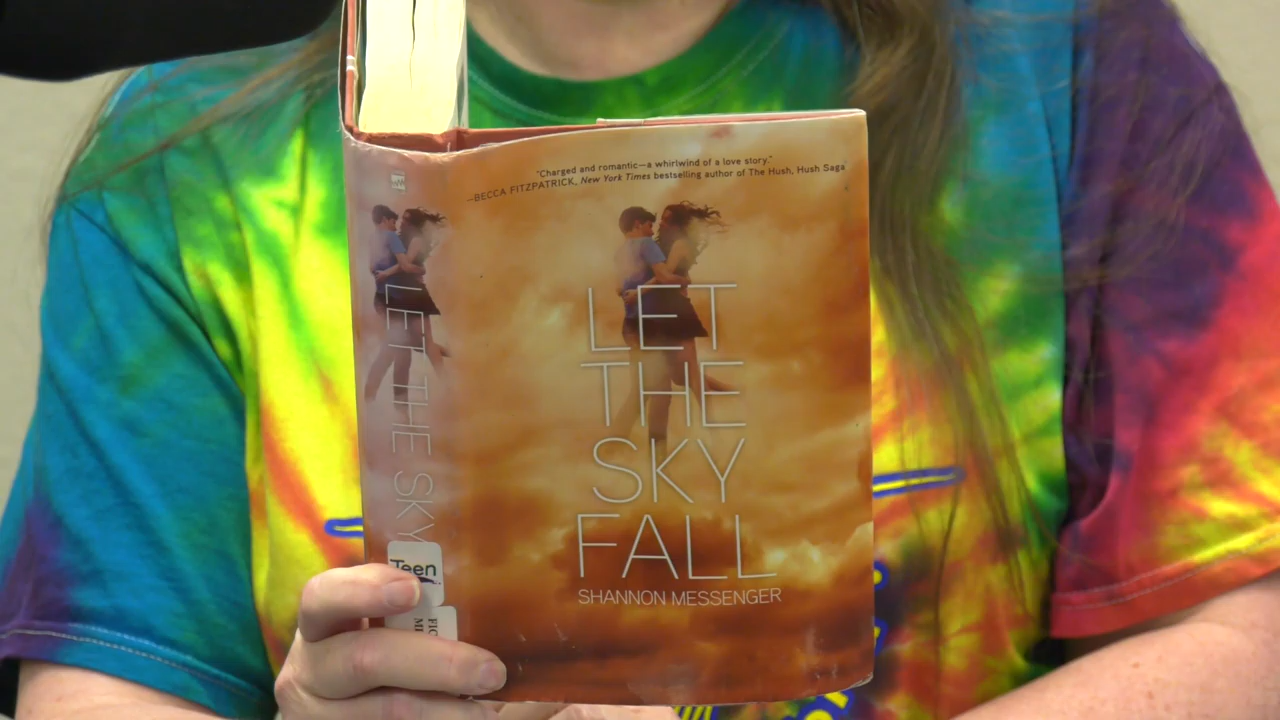 "Charged and romantic—a whirlwind of a love story."
—BECCA FITZPATRICK, New York Times bestselling author of The Hush, Hush Saga
LET
THE
SKY
FALL
SHANNON MESSENGER
LET THE SKY
Teen
FIC